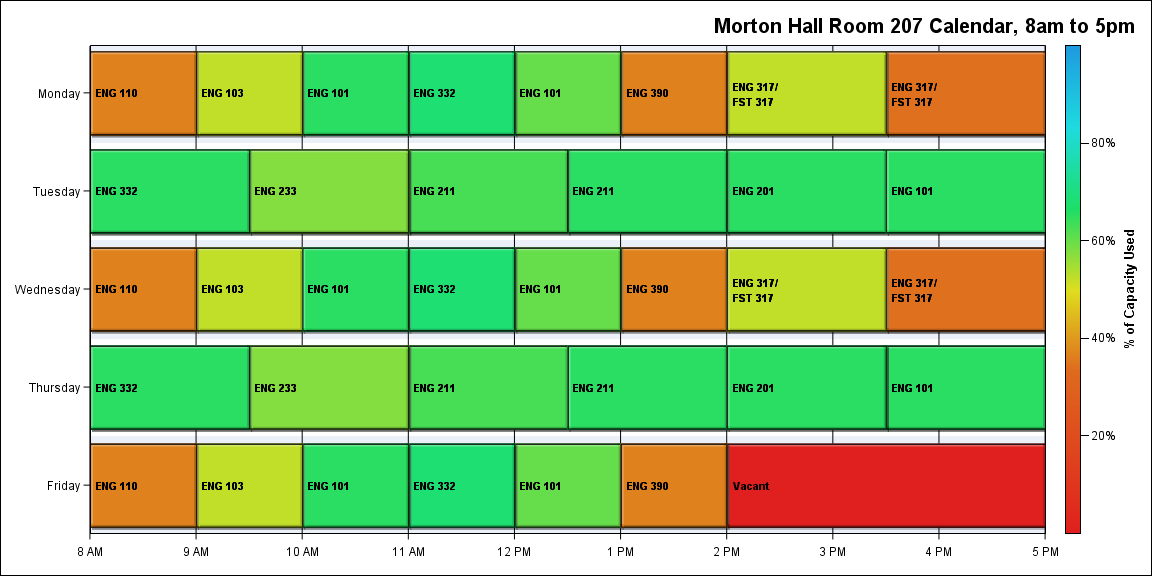 Morton Hall Room 207 Calendar, 8am to 5pm
Monday
ENG 110
ENG 103
ENG 101
ENG 332
ENG 101
ENG 390
ENG 317/
FST 317
ENG 317/
FST 317
Tuesday
ENG 332
ENG 233
ENG 211
ENG 211
ENG 201
ENG 101
Wednesday
ENG 110
ENG 103
ENG 101
ENG 332
ENG 101
ENG 390
ENG 317/
FST 317
ENG 317/
FST 317
Thursday
ENG 332
ENG 233
ENG 211
ENG 211
ENG 201
ENG 101
Friday
ENG 110
ENG 103
ENG 101
ENG 332
ENG 101
ENG 390
Vacant
8 AM
9 AM
10 AM
11 AM
12 PM
1 PM
2 PM
3 PM
4 PM
5 PM
80%
60%
40%
20%
% of Capacity Used